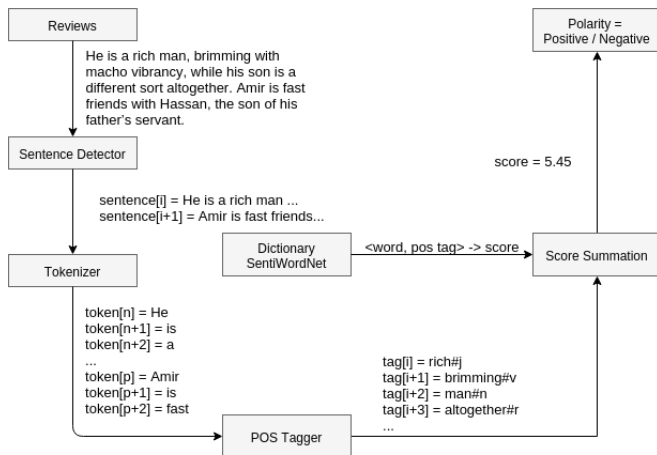 Reviews
He is a rich man, brimming with
macho vibrancy, while his son is a
different sort altogether. Amir is fast
friends with Hassan, the son of his
father's servant.
Sentence Detector
sentence[i] = He is a rich man ...
sentence[i+1] = Amir is fast friends...
Tokenizer
token[n] = He
token[n+1] = is
token[n+2] = a
...
token[p] = Amir
token[p+1] = is
token[p+2] = fast
POS Tagger
tag[i] = rich#j
tag[i+1] = brimming#v
tag[i+2] = man#n
tag[i+3] = altogether#r
...
Dictionary
SentiWordNet
<word, pos tag> -> score
Score Summation
score = 5.45
Polarity =
Positive / Negative